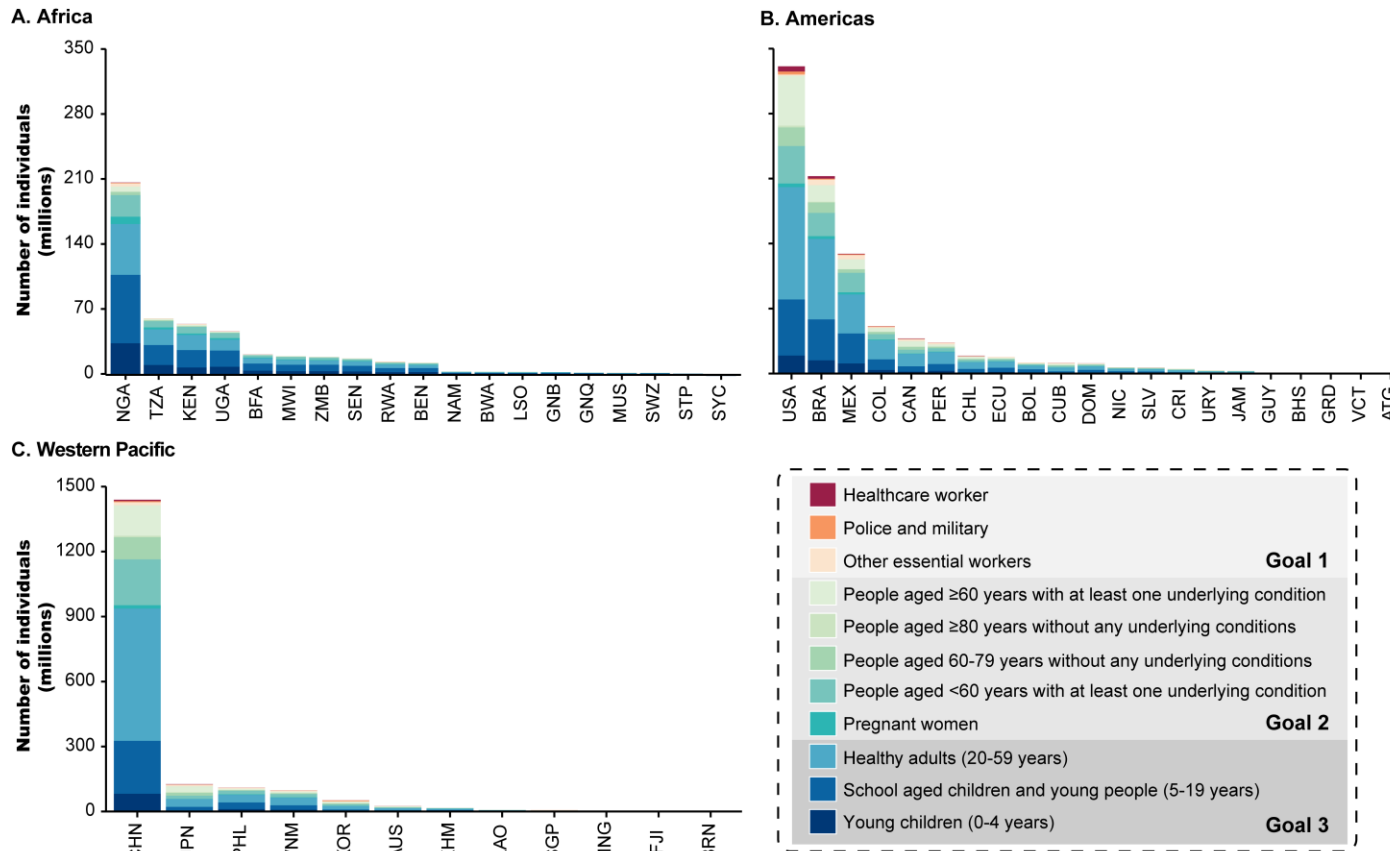 A. Africa
Number of individuals
(millions)
350
280
210
140
70
0
NGA
TZA
KEN
UGA
BFA
MWI
ZMB
SEN
RWA
BEN
NAM
BWA
LSO
GNB
GNQ
MUS
SWZ
STP
SYC
B. Americas
USA
BRA
MEX
COL
CAN
PER
CHL
ECU
BOL
CUB
DOM
NIC
SLV
CRI
URY
JAM
GUY
BHS
GRD
VCT
ATG
C. Western Pacific
Number of individuals
(millions)
1500
1200
900
600
300
0
CHN
PHL
KOR
AUS
KHM
SGP
FJI
BRN
Healthcare worker
Police and military
Other essential workers Goal 1
People aged ≥60 years with at least one underlying condition
People aged ≥80 years without any underlying conditions
People aged 60-79 years without any underlying conditions
People aged <60 years with at least one underlying condition
Pregnant women Goal 2
Healthy adults (20-59 years)
School aged children and young people (5-19 years)
Young children (0-4 years) Goal 3